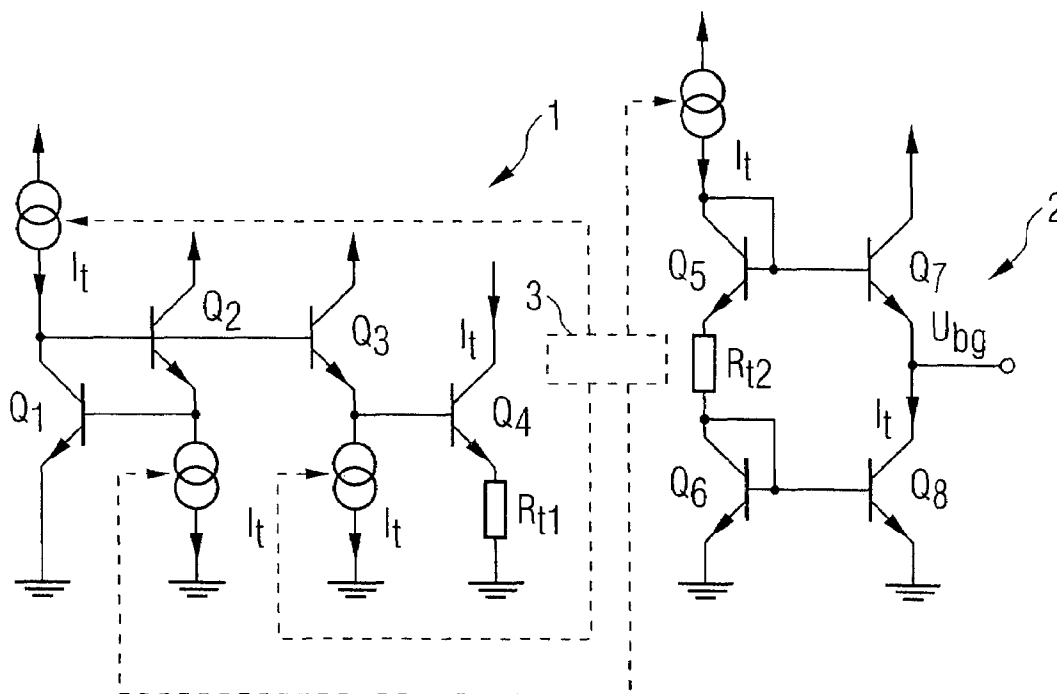 1
2
3
I_t
I_t
I_t
I_t
I_t
I_t
Q_1
Q_2
Q_3
Q_4
R_t1
Q_5
Q_7
U_bg
R_t2
Q_6
Q_8